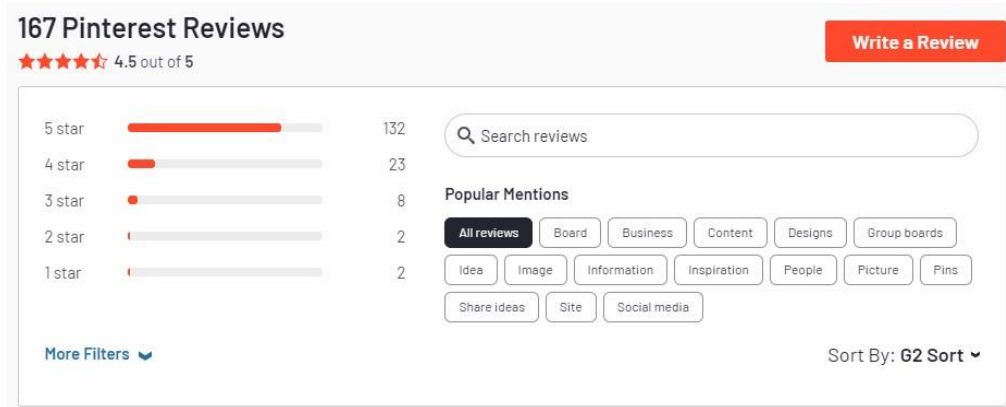 167 Pinterest Reviews
Write a Review
4.5 out of 5
5 star 132
4 star 23
3 star 8
2 star 2
1 star 2
More Filters
Search reviews
Popular Mentions
All reviews Board Business Content Designs Group boards
Idea Image Information Inspiration People Picture Pins
Share ideas Site Social media
Sort By: G2 Sort